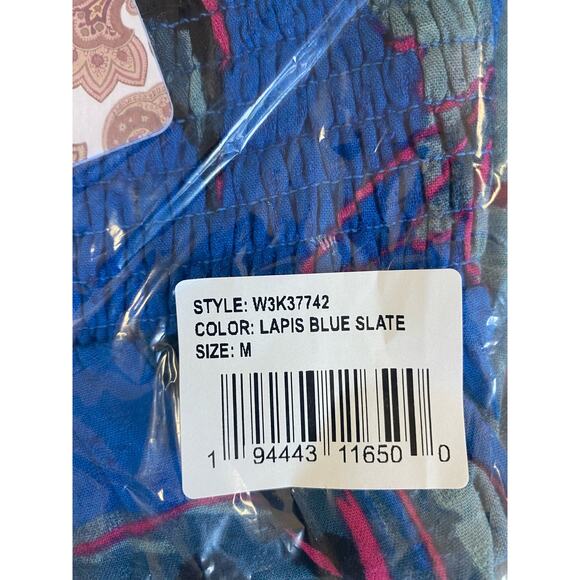 STYLE: W3K37742
COLOR: LAPIS BLUE SLATE
SIZE: M
1 94443 11650 0